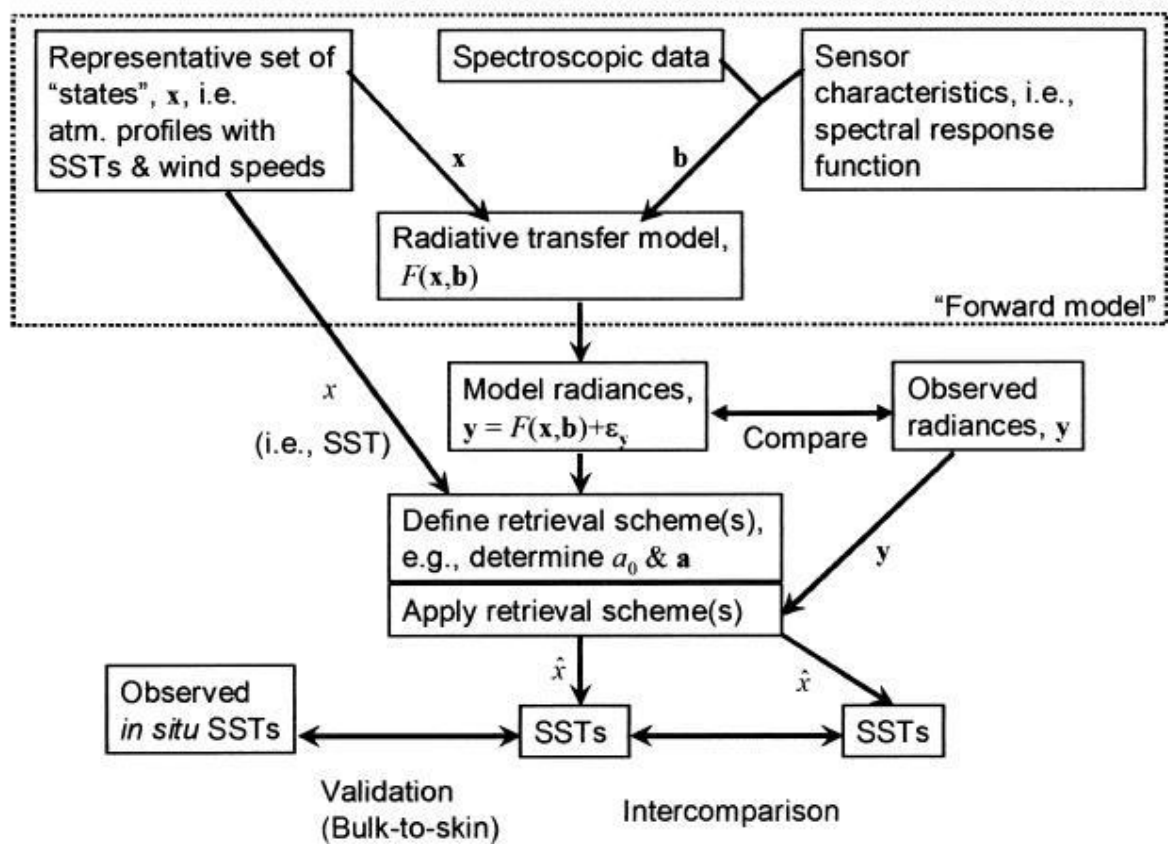 Representative set of
“states”, x, i.e.
atm. profiles with
SSTs & wind speeds
Spectroscopic data
Sensor
characteristics, i.e.,
spectral response
function
x
b
Radiative transfer model,
F(x,b)
“Forward model”
x
(i.e., SST)
Model radiances,
y = F(x,b)+εy
Compare
Observed
radiances, y
Define retrieval scheme(s),
e.g., determine a0 & a
y
Apply retrieval scheme(s)
x̂
x̂
Observed
in situ SSTs
SSTs
SSTs
Validation
(Bulk-to-skin)
Intercomparison